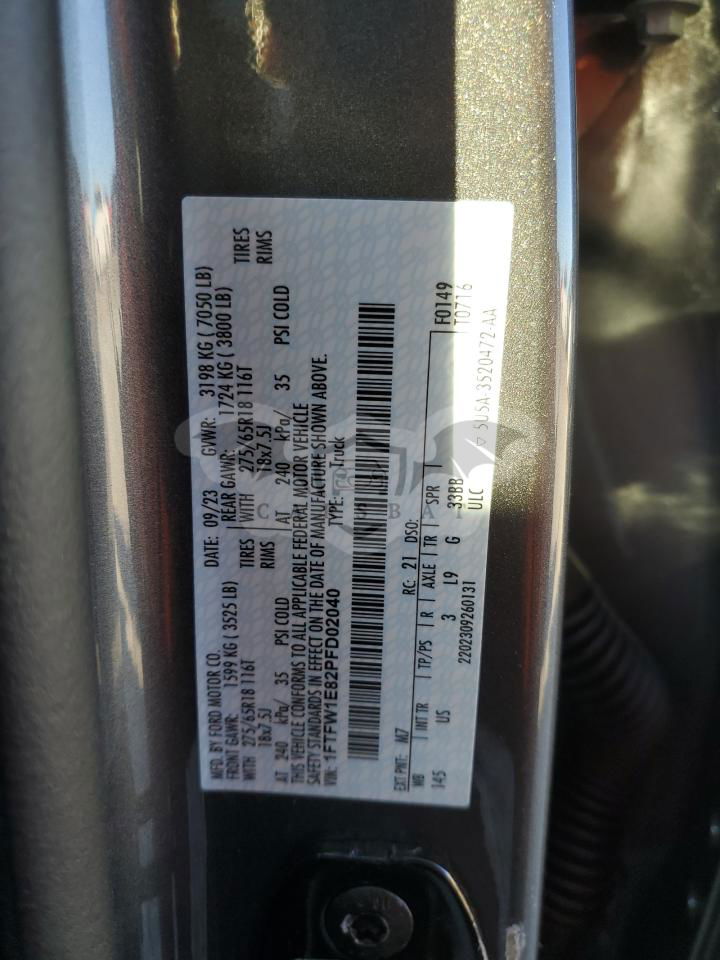 MFD. BY FORD MOTOR CO. DATE: 09/23 GVWR: 3198 KG ( 7050 LB)
FRONT GAWR: 1599 KG ( 3525 LB) REAR GAWR: 1724 KG ( 3800 LB)
WITH 275/65R18 116T TIRES WITH 275/65R18 116T TIRES
18x7.5J RIMS 18x7.5J RIMS
AT 240 kPa/ 35 PSI COLD AT 240 kPa/ 35 PSI COLD
THIS VEHICLE CONFORMS TO ALL APPLICABLE FEDERAL MOTOR VEHICLE
SAFETY STANDARDS IN EFFECT ON THE DATE OF MANUFACTURE SHOWN ABOVE.
VIN: 1FTFW1E82PFD02040 TYPE: Truck
EXT PNT: M7 RC: 21 DSO: F0149
WB INT TR TP/PS R AXLE TR SPR T0716
145 US 3 L9 G 33BB
2202309260131 ULC
5U5A-3520472-AA